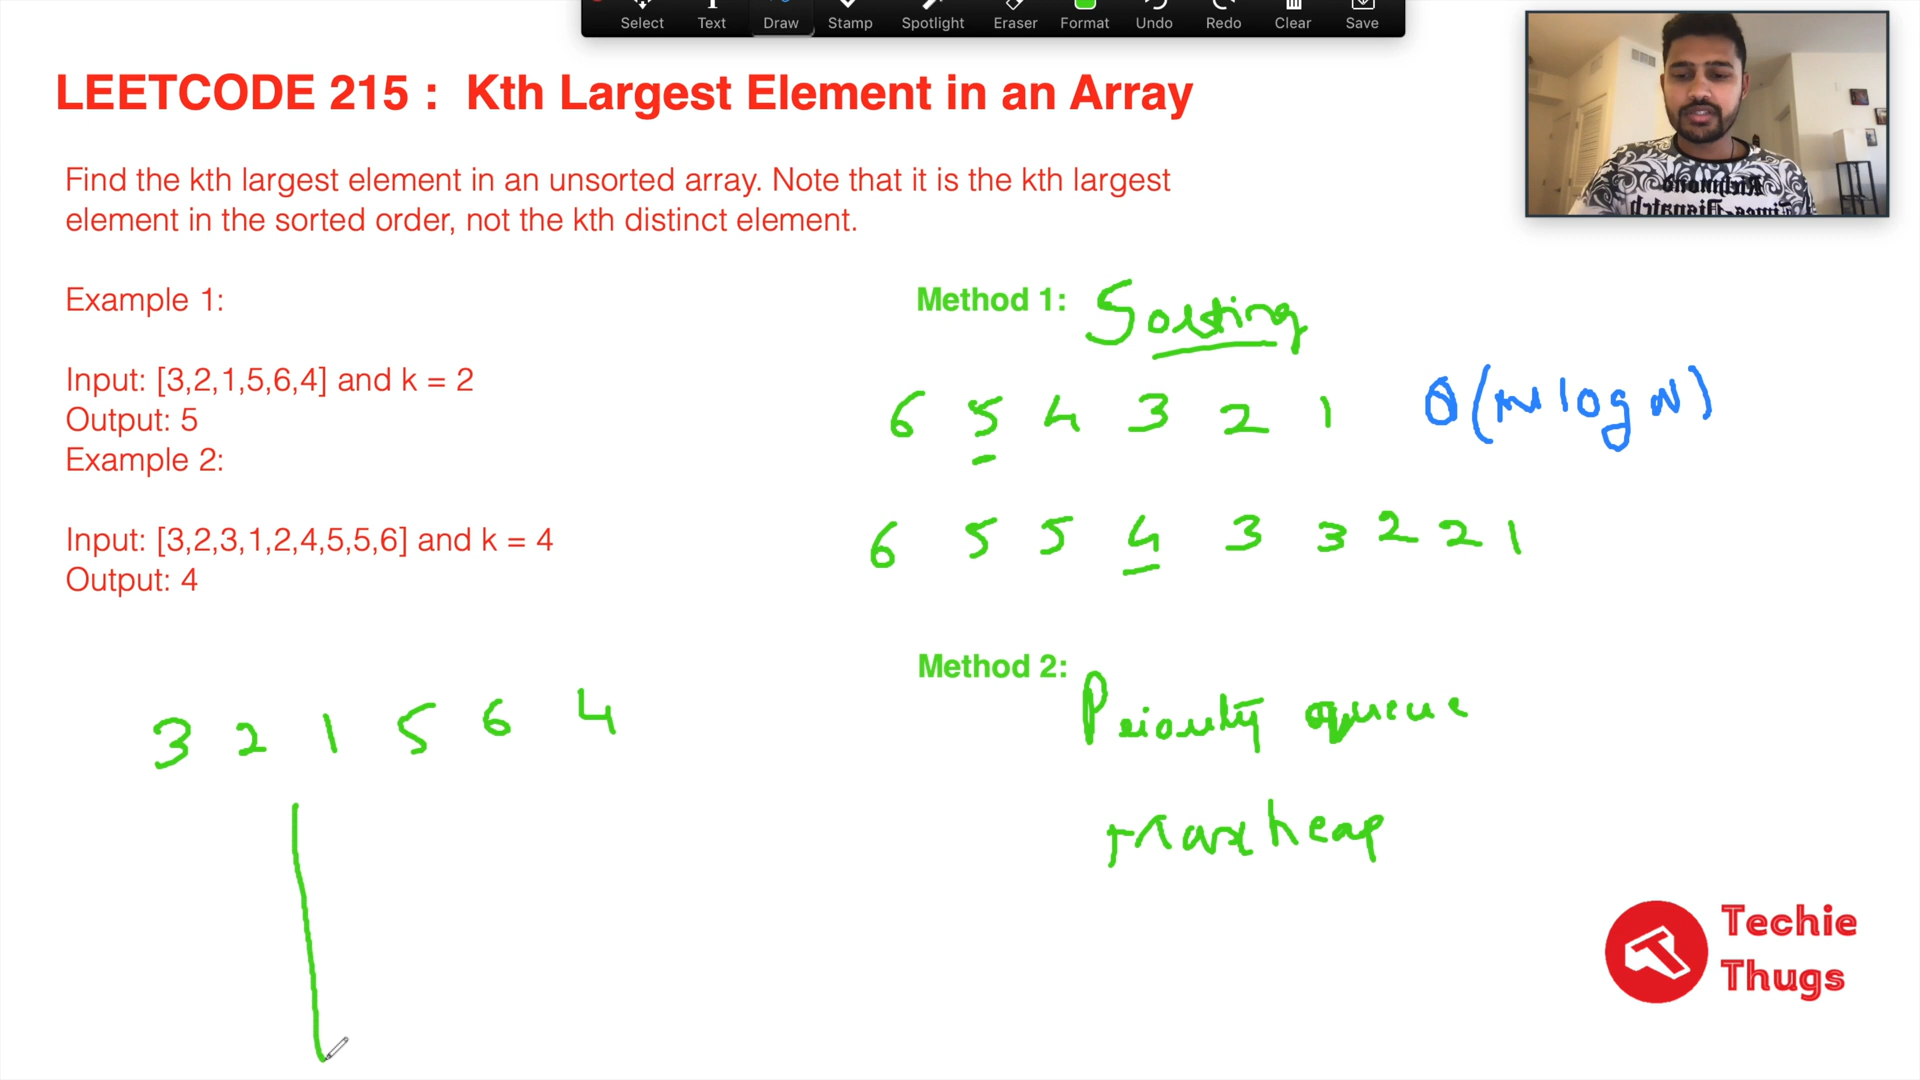 Select Text Draw Stamp Spotlight Eraser Format Undo Redo Clear Save
LEETCODE 215 : Kth Largest Element in an Array
Find the kth largest element in an unsorted array. Note that it is the kth largest
element in the sorted order, not the kth distinct element.
Example 1:
Input: [3,2,1,5,6,4] and k = 2
Output: 5
Example 2:
Input: [3,2,3,1,2,4,5,5,6] and k = 4
Output: 4
3 2 1 5 6 4
Method 1: Sorting
6 5 4 3 2 1 O(N log N)
6 5 5 4 3 3 2 2 1
Method 2:
Priority queue
Max heap
Techie
Thugs